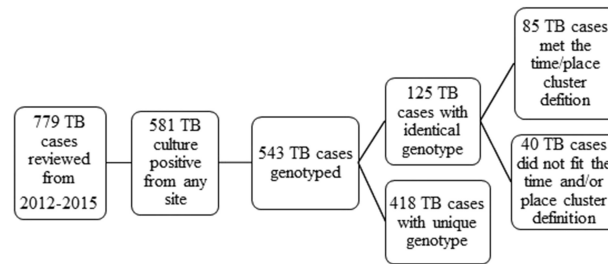 779 TB
cases
reviewed
from
2012-2015
581 TB
culture
positive
from any
site
543 TB cases
genotyped
125 TB
cases with
identical
genotype
418 TB cases
with unique
genotype
85 TB cases
met the
time/place
cluster
defition
40 TB cases
did not fit the
time and/or
place cluster
definition